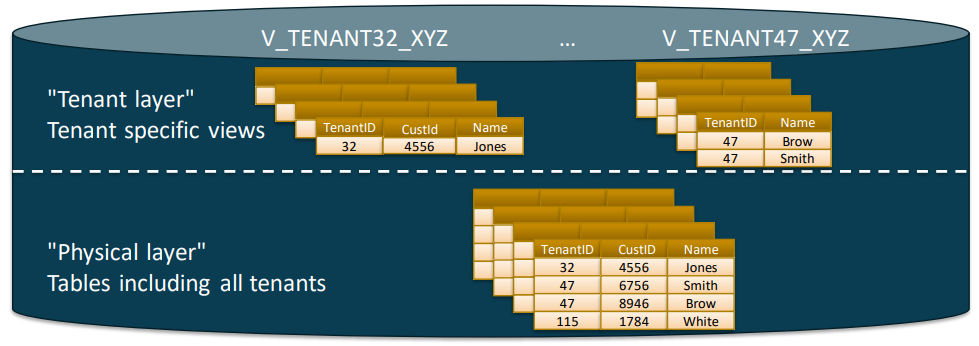 V_TENANT32_XYZ ... V_TENANT47_XYZ
"Tenant layer"
Tenant specific views
TenantID CustId Name
32 4556 Jones
TenantID Name
47 Brow
47 Smith
"Physical layer"
Tables including all tenants
TenantID CustID Name
32 4556 Jones
47 6756 Smith
47 8946 Brow
115 1784 White